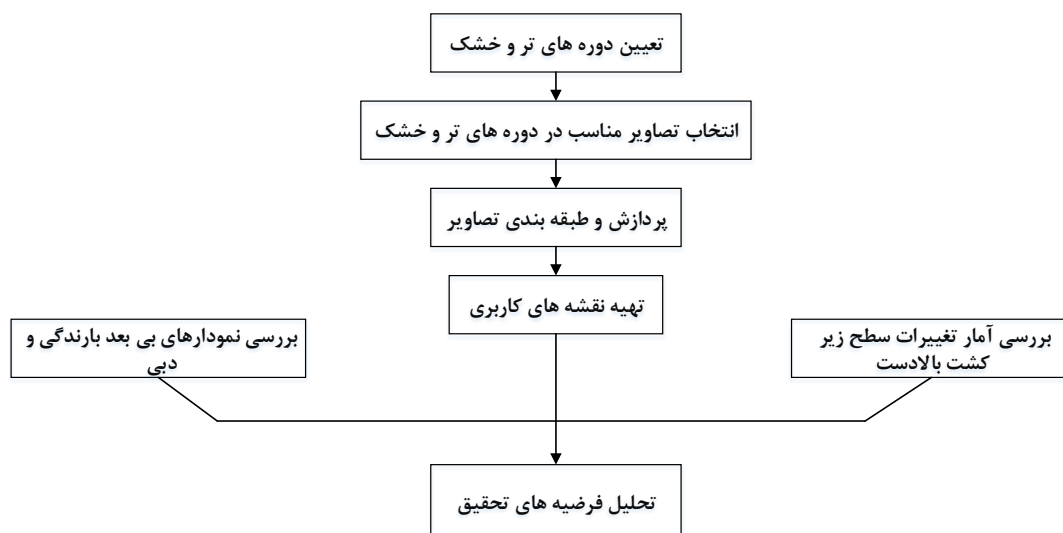 تعیین دوره های تر و خشک
انتخاب تصاویر مناسب در دوره های تر و خشک
پردازش و طبقه بندی تصاویر
تهیه نقشه های کاربری
بررسی آمار تغییرات سطح زیر
کشت بالادست
بررسی نمودارهای بی بعد بارندگی و
دبی
تحلیل فرضیه های تحقیق